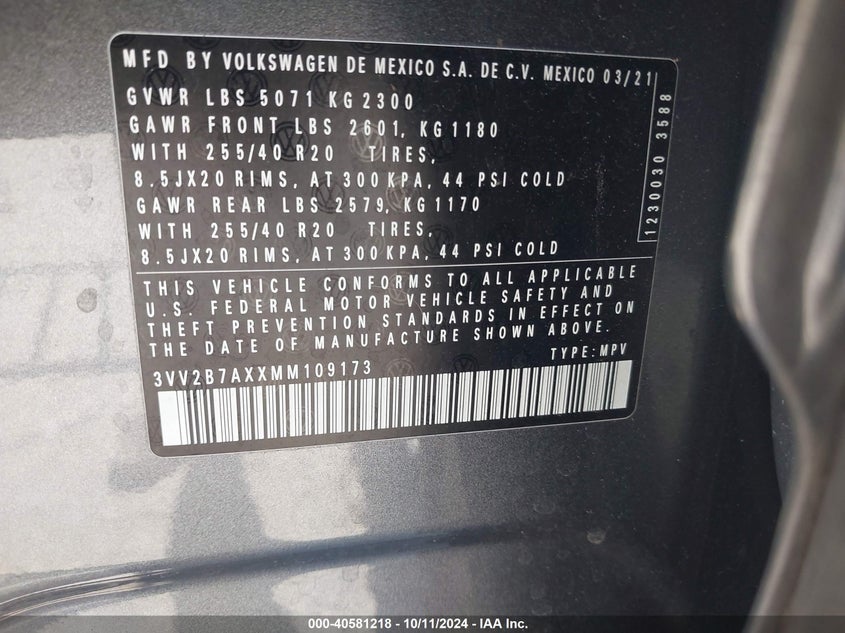 MFD BY VOLKSWAGEN DE MEXICO S.A. DE C.V. MEXICO 03/21
GVWR LBS 5071 KG 2300
GAWR FRONT LBS 2601, KG 1180
WITH 255/40 R20 TIRES,
8.5JX20 RIMS, AT 300 KPA, 44 PSI COLD
GAWR REAR LBS 2579, KG 1170
WITH 255/40 R20 TIRES,
8.5JX20 RIMS, AT 300 KPA, 44 PSI COLD
1230030 3588
THIS VEHICLE CONFORMS TO ALL APPLICABLE
U.S. FEDERAL MOTOR VEHICLE SAFETY AND
THEFT PREVENTION STANDARDS IN EFFECT ON
THE DATE OF MANUFACTURE SHOWN ABOVE.
TYPE: MPV
3VV2B7AXXMM109173
000-40581218 - 10/11/2024 - IAA Inc.